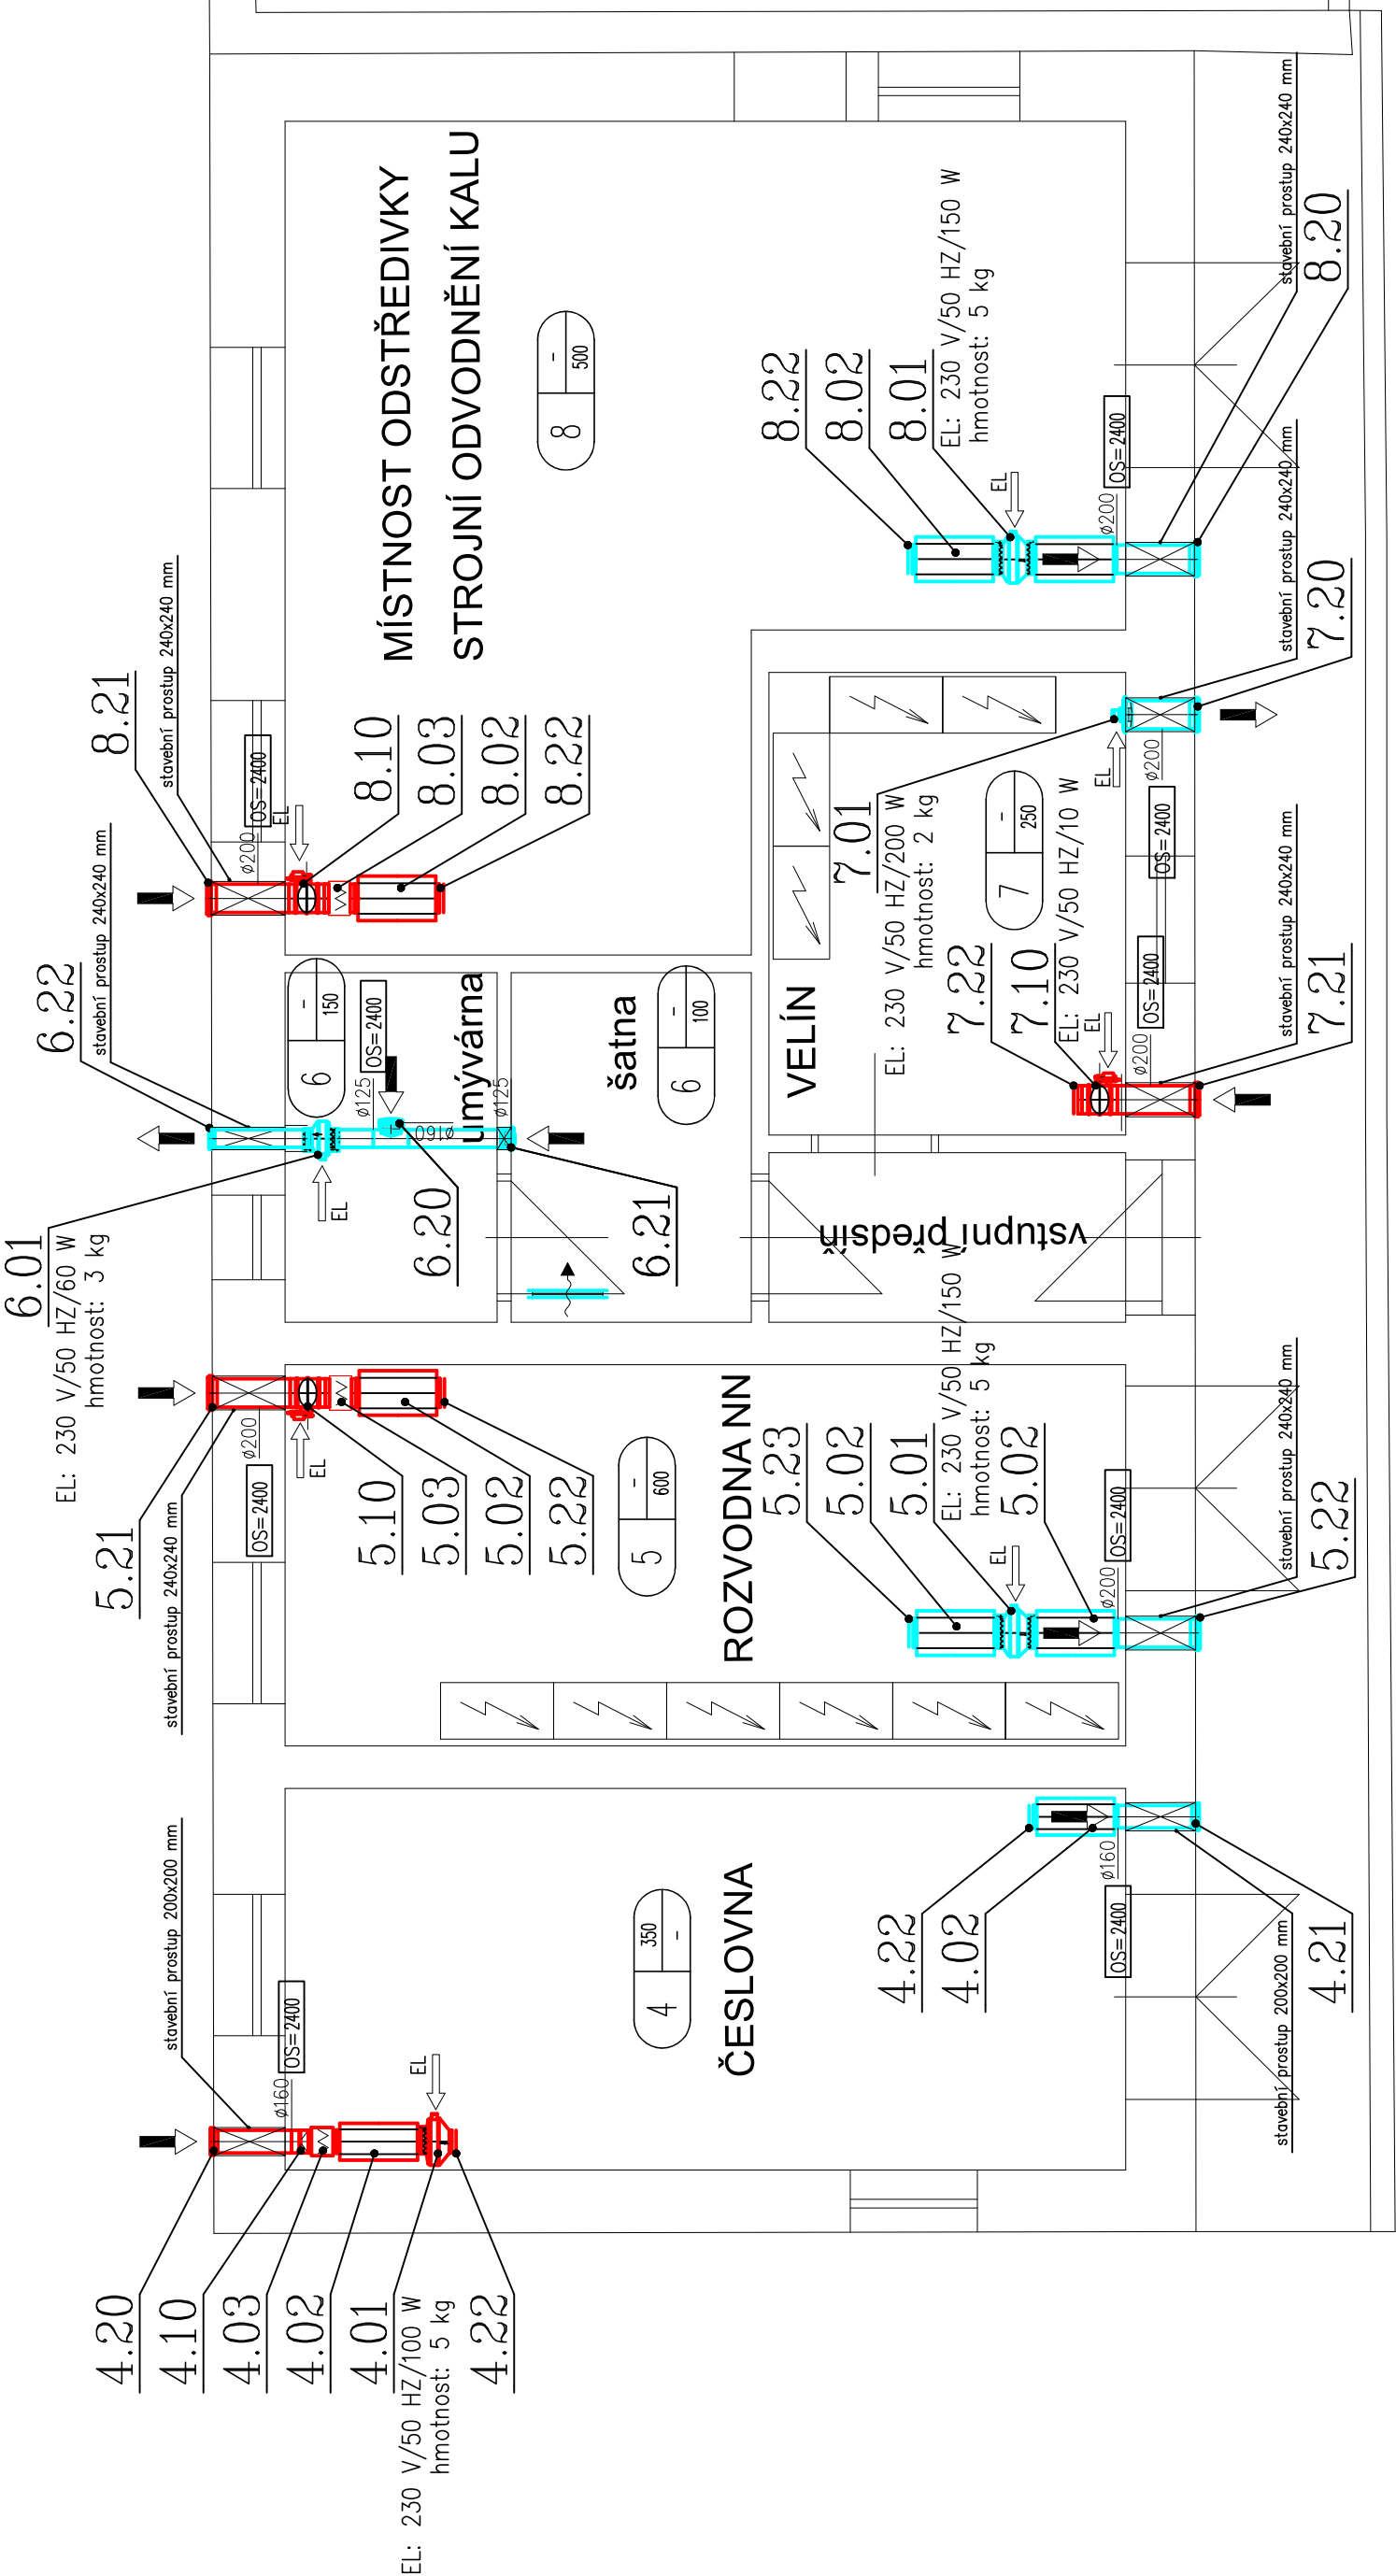 4.20
4.10
4.03
4.02
4.01
EL: 230 V/50 HZ/100 W
hmotnost: 5 kg
4.22
stavební prostup 200x200 mm
ø160
OS=2400
EL
4
350
-
ČESLOVNA
4.22
4.02
ø160
OS=2400
stavební prostup 200x200 mm
4.21
5.21
stavební prostup 240x240 mm
ø200
OS=2400
EL
5.10
5.03
5.02
5.22
5
-
600
ROZVODNA NN
5.23
5.02
5.01
EL: 230 V/50 HZ/150 W
hmotnost: 5 kg
5.02
EL
ø200
OS=2400
stavební prostup 240x240 mm
5.22
6.01
EL: 230 V/50 HZ/60 W
hmotnost: 3 kg
6.22
stavební prostup 240x240 mm
EL
6
-
150
ø125
OS=2400
ø160
umývárna
ø125
6.20
6.21
šatna
6
-
100
vstupní předsíň
VELÍN
7.01
EL: 230 V/50 HZ/200 W
hmotnost: 2 kg
7
-
250
7.22
7.10
EL: 230 V/50 HZ/10 W
EL
ø200
OS=2400
stavební prostup 240x240 mm
7.21
EL
ø200
OS=2400
stavební prostup 240x240 mm
7.20
8.21
stavební prostup 240x240 mm
ø200
OS=2400
EL
8.10
8.03
8.02
8.22
MÍSTNOST ODSTŘEDIVKY
STROJNÍ ODVODNĚNÍ KALU
8
-
500
8.22
8.02
8.01
EL: 230 V/50 HZ/150 W
hmotnost: 5 kg
EL
ø200
OS=2400
stavební prostup 240x240 mm
8.20